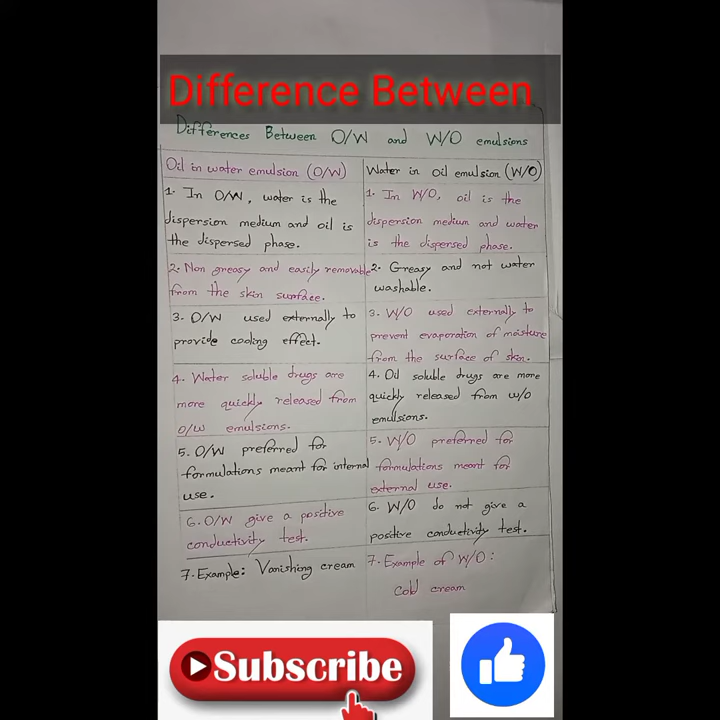 Difference Between
Differences Between O/W and W/O emulsions
Oil in water emulsion (O/W)
1. In O/W, water is the
dispersion medium and oil is
the dispersed phase.
2. Non greasy and easily removable
from the skin surface.
3. O/W used externally to
provide cooling effect.
4. Water soluble drugs are
more quickly released from
O/W emulsions.
5. O/W preferred for
formulations meant for internal
use.
6. O/W give a positive
conductivity test.
7. Example: Vanishing cream
Water in oil emulsion (W/O)
1. In W/O, oil is the
dispersion medium and water
is the dispersed phase.
2. Greasy and not water
washable.
3. W/O used externally to
prevent evaporation of moisture
from the surface of skin.
4. Oil soluble drugs are more
quickly released from w/o
emulsions.
5. W/O preferred for
formulations meant for
external use.
6. W/O do not give a
positive conductivity test.
7. Example of W/O:
Cold cream
Subscribe